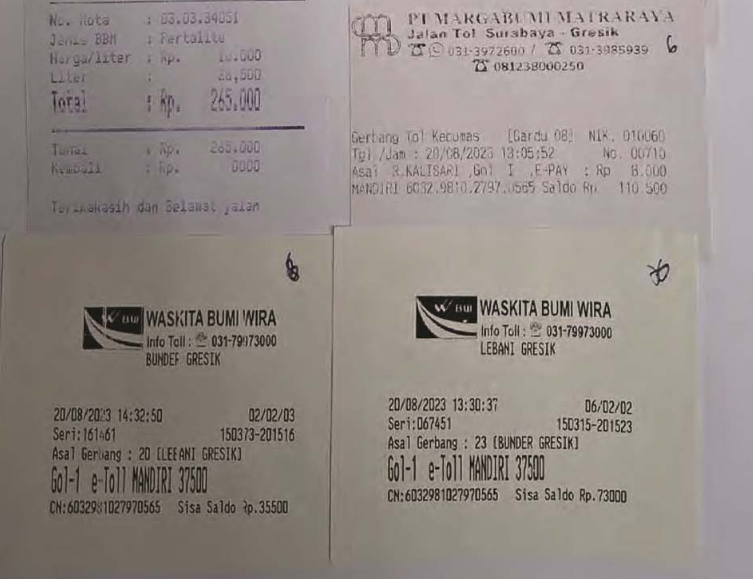 No. Nota : 03.03.34051
Jenis BBM : Pertalite
Harga/liter : Rp. 10.000
Liter : 26,500
Total : Rp. 265.000
Tunai : Rp. 265.000
Kembali : Rp. 0000
Terimakasih dan Selamat jalan
PT MARGABUMI MATRARAYA
Jalan Tol Surabaya - Gresik
031-3972600 / 031-3985939
081238000250
6
Gerbang Tol Kebomas [Gardu 08] NIK. 010060
Tgl /Jam : 20/08/2023 13:05:52 No. 00710
Asal R.KALISARI ,Gol I ,E-PAY : Rp 8.000
MANDIRI 6032.9810.2797.0565 Saldo Rp 110.500
WASKITA BUMI WIRA
Info Toll : 031-79973000
BUNDER GRESIK
20/08/2023 14:32:50 02/02/03
Seri:161461 150373-201516
Asal Gerbang : 20 [LEBANI GRESIK]
Gol-1 e-Toll MANDIRI 37500
CN:6032981027970565 Sisa Saldo Rp.35500
WASKITA BUMI WIRA
Info Toll : 031-79973000
LEBANI GRESIK
20/08/2023 13:30:37 06/02/02
Seri:067451 150315-201523
Asal Gerbang : 23 [BUNDER GRESIK]
Gol-1 e-Toll MANDIRI 37500
CN:6032981027970565 Sisa Saldo Rp.73000